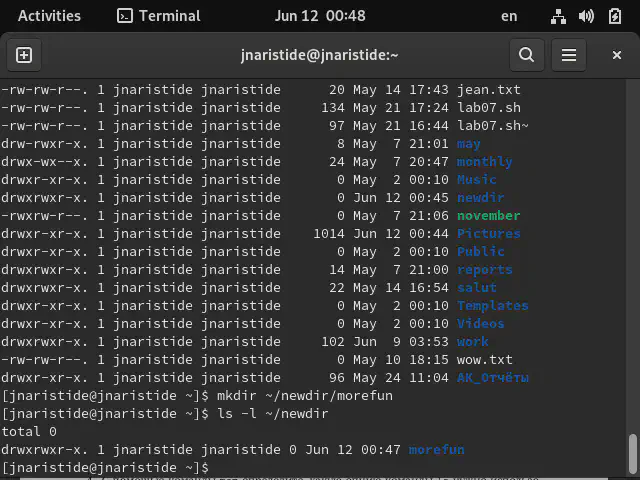 Activities Terminal Jun 12 00:48 en
jnaristide@jnaristide:~
-rw-rw-r--. 1 jnaristide jnaristide 20 May 14 17:43 jean.txt
-rw-rw-r--. 1 jnaristide jnaristide 134 May 21 17:24 lab07.sh
-rw-rw-r--. 1 jnaristide jnaristide 97 May 21 16:44 lab07.sh~
drw-rwxr-x. 1 jnaristide jnaristide 8 May 7 21:01 may
drwx-wx--x. 1 jnaristide jnaristide 24 May 7 20:47 monthly
drwxr-xr-x. 1 jnaristide jnaristide 0 May 2 00:10 Music
drwxrwxr-x. 1 jnaristide jnaristide 0 Jun 12 00:45 newdir
-rwxrw-r--. 1 jnaristide jnaristide 0 May 7 21:06 november
drwxr-xr-x. 1 jnaristide jnaristide 1014 Jun 12 00:44 Pictures
drwxr-xr-x. 1 jnaristide jnaristide 0 May 2 00:10 Public
drwxrwxr-x. 1 jnaristide jnaristide 14 May 7 21:00 reports
drwxrwxr-x. 1 jnaristide jnaristide 22 May 14 16:54 salut
drwxr-xr-x. 1 jnaristide jnaristide 0 May 2 00:10 Templates
drwxr-xr-x. 1 jnaristide jnaristide 0 May 2 00:10 Videos
drwxrwxr-x. 1 jnaristide jnaristide 102 Jun 9 03:53 work
-rw-rw-r--. 1 jnaristide jnaristide 0 May 10 18:15 wow.txt
drwxrwxr-x. 1 jnaristide jnaristide 96 May 24 11:04 АК_Отчёты
[jnaristide@jnaristide ~]$ mkdir ~/newdir/morefun
[jnaristide@jnaristide ~]$ ls -l ~/newdir
total 0
drwxrwxr-x. 1 jnaristide jnaristide 0 Jun 12 00:47 morefun
[jnaristide@jnaristide ~]$